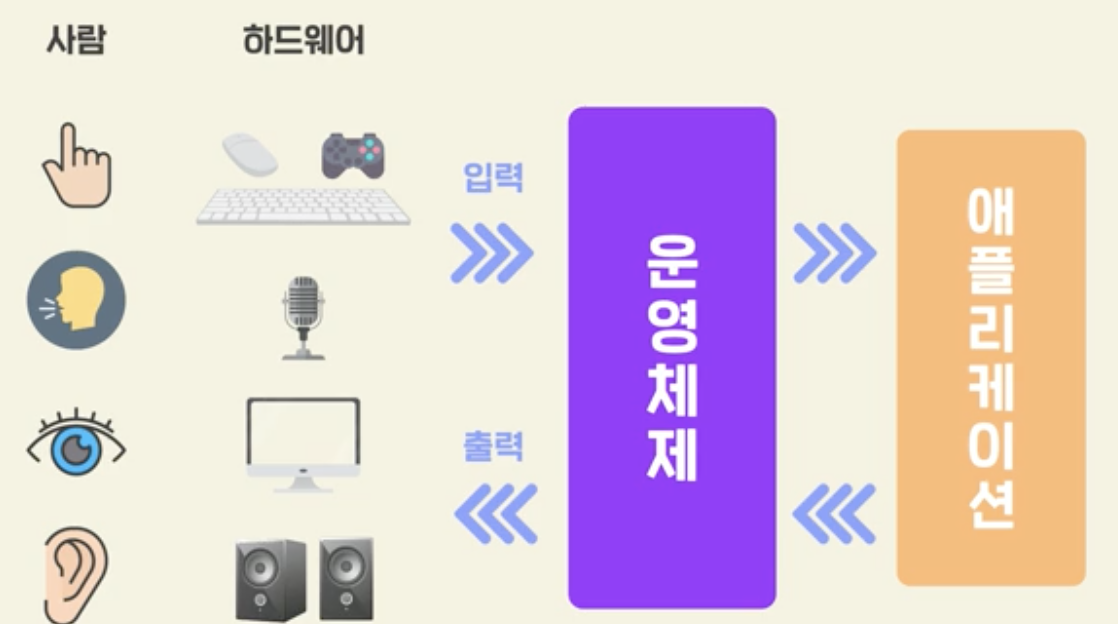 사람
하드웨어
입력
출력
운영체제
애플리케이션